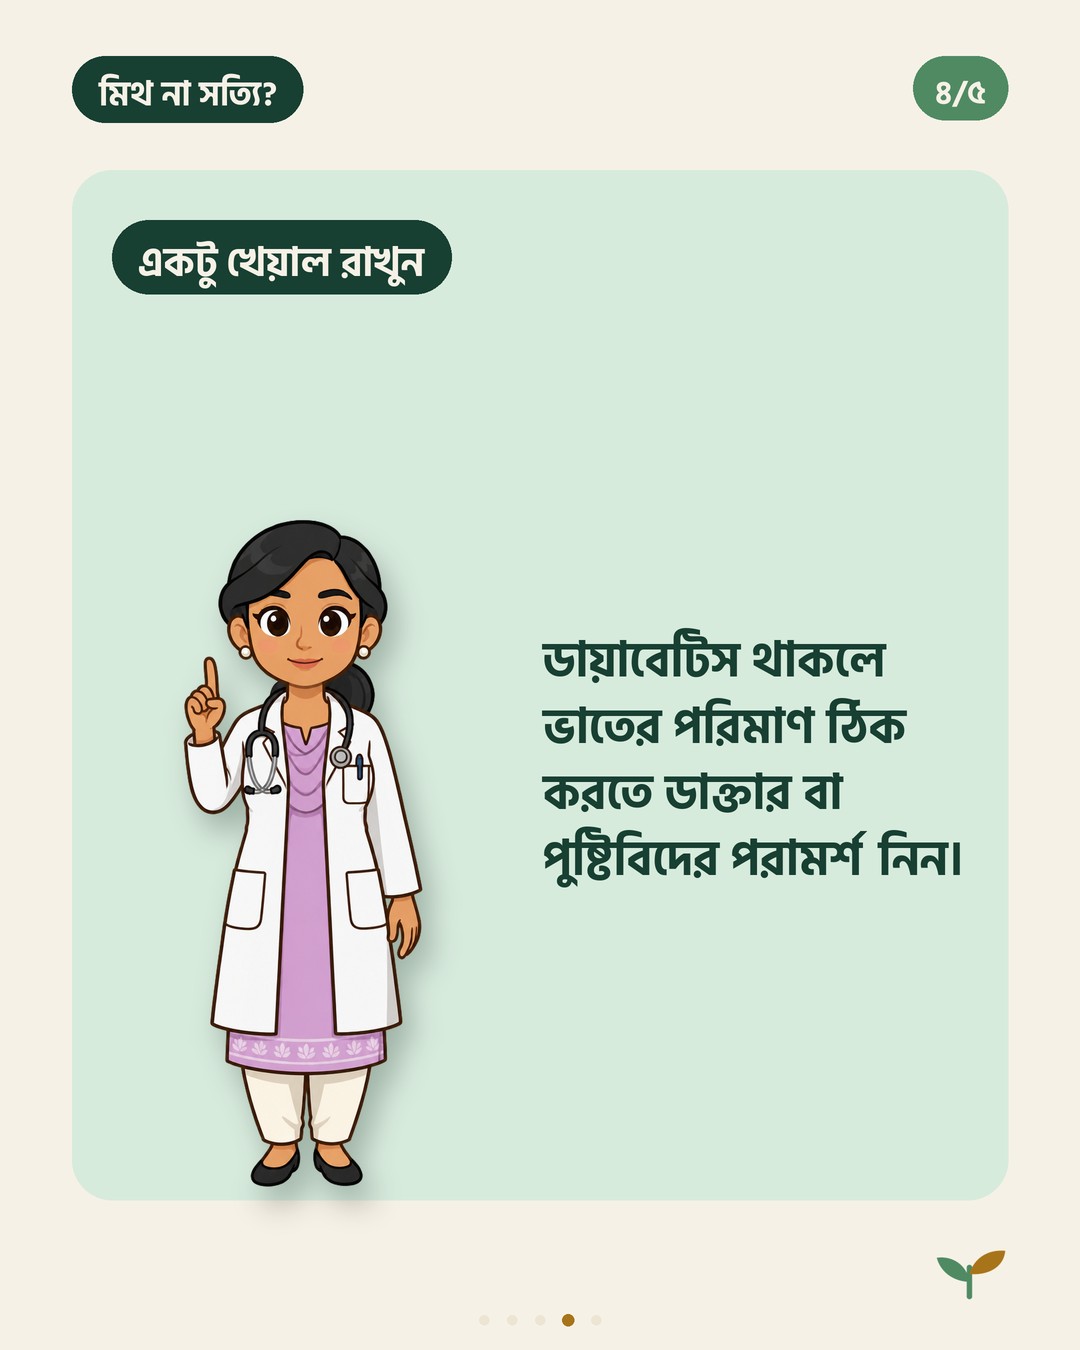 মিথ না সত্যি?
৪/৫
একটু খেয়াল রাখুন
ডায়াবেটিস থাকলে
ভাতের পরিমাণ ঠিক
করতে ডাক্তার বা
পুষ্টিবিদের পরামর্শ নিন।